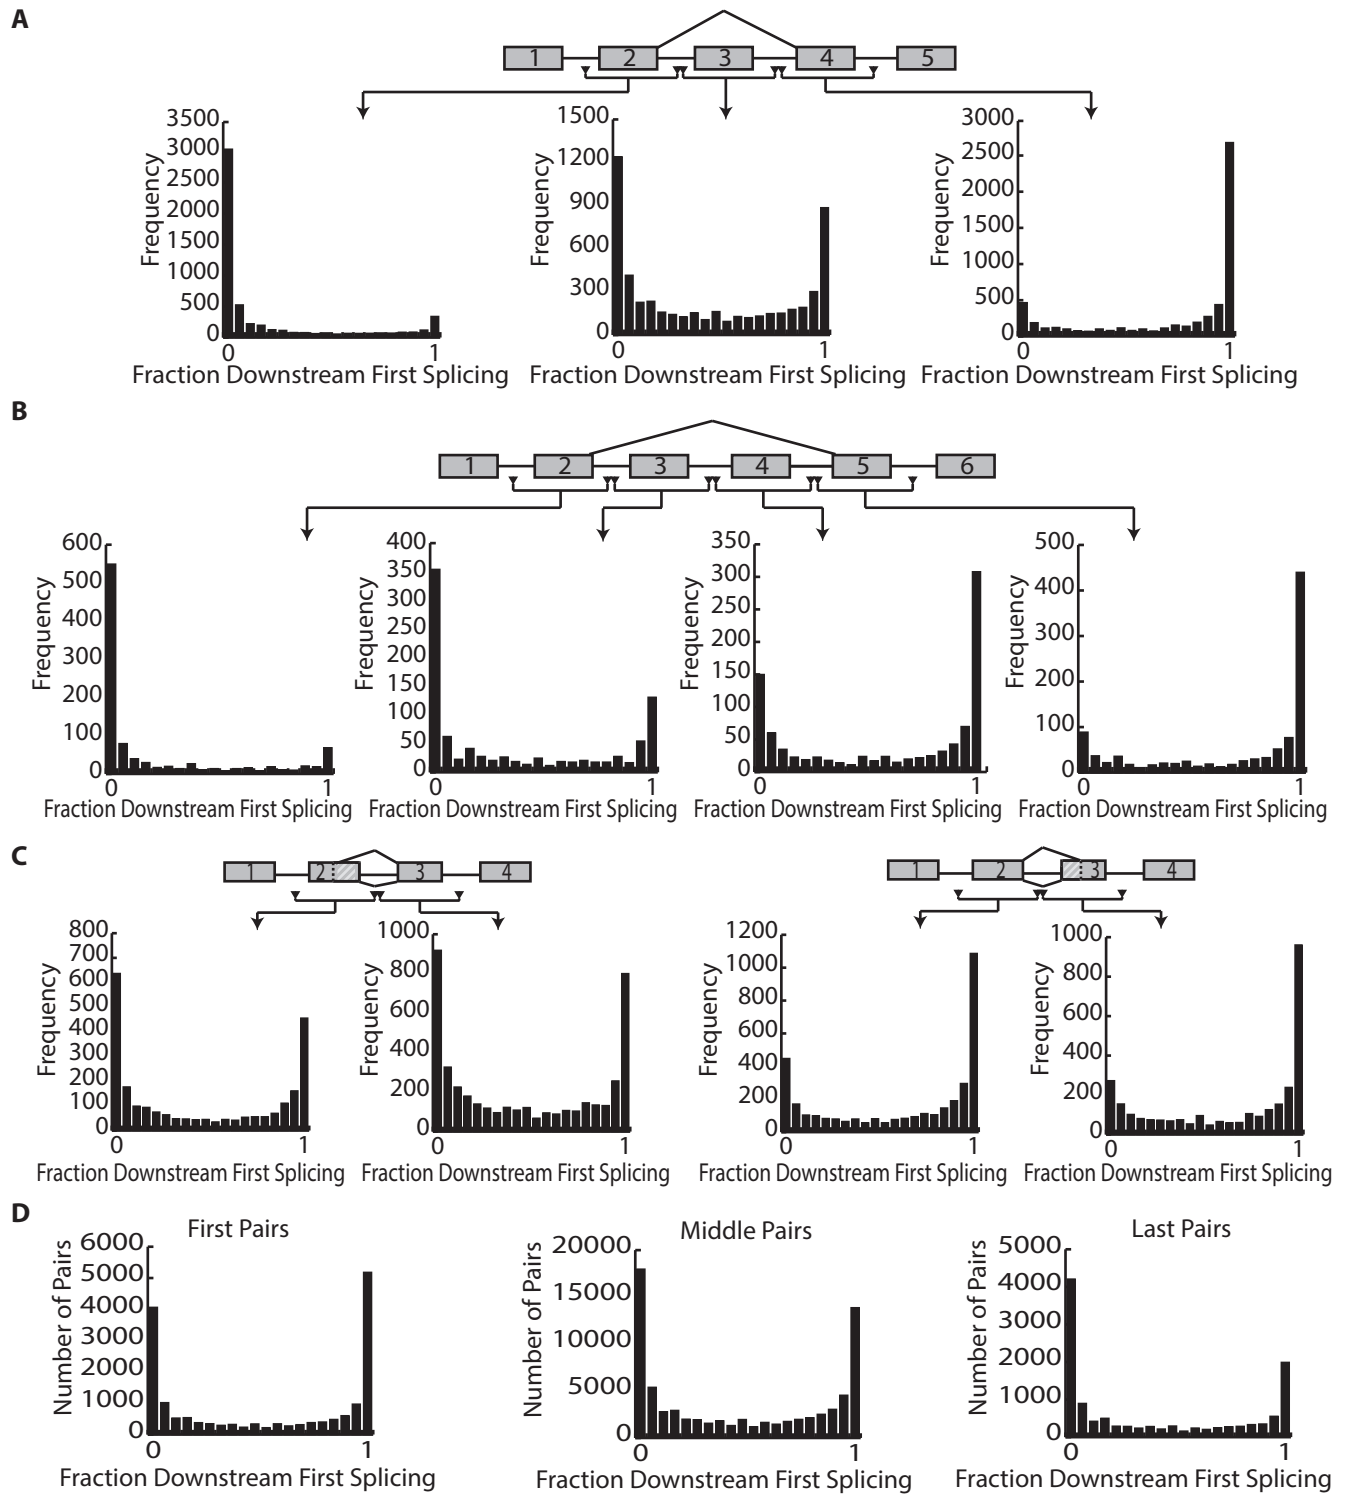 A
1 2 3 4 5
3500 1500 3000
3000 1200 2500
2500 900 2000
2000 600 1500
1500 300 1000
1000 0 500
500 0
0
Frequency Frequency Frequency
0 1 0 1 0 1
Fraction Downstream First Splicing Fraction Downstream First Splicing Fraction Downstream First Splicing
B
1 2 3 4 5 6
600 400 350 500
500 350 300 400
400 300 250 300
300 250 200 200
200 200 150 100
100 150 100 0
0 100 50
50 0
0
Frequency Frequency Frequency Frequency
0 1 0 1 0 1 0 1
Fraction Downstream First Splicing Fraction Downstream First Splicing Fraction Downstream First Splicing Fraction Downstream First Splicing
C
1 2 3 4 1 2 3 4
800 1000 1200 1000
700 800 1000 800
600 600 800 600
500 400 600 400
400 200 400 200
300 0 200 0
200 0
100
0
Frequency Frequency Frequency Frequency
0 1 0 1 0 1 0 1
Fraction Downstream First Splicing Fraction Downstream First Splicing Fraction Downstream First Splicing Fraction Downstream First Splicing
D
First Pairs Middle Pairs Last Pairs
6000 20000 5000
5000 15000 4000
4000 10000 3000
3000 5000 2000
2000 0 1000
1000 0
0
Number of Pairs Number of Pairs Number of Pairs
0 1 0 1 0 1
Fraction Downstream First Splicing Fraction Downstream First Splicing Fraction Downstream First Splicing